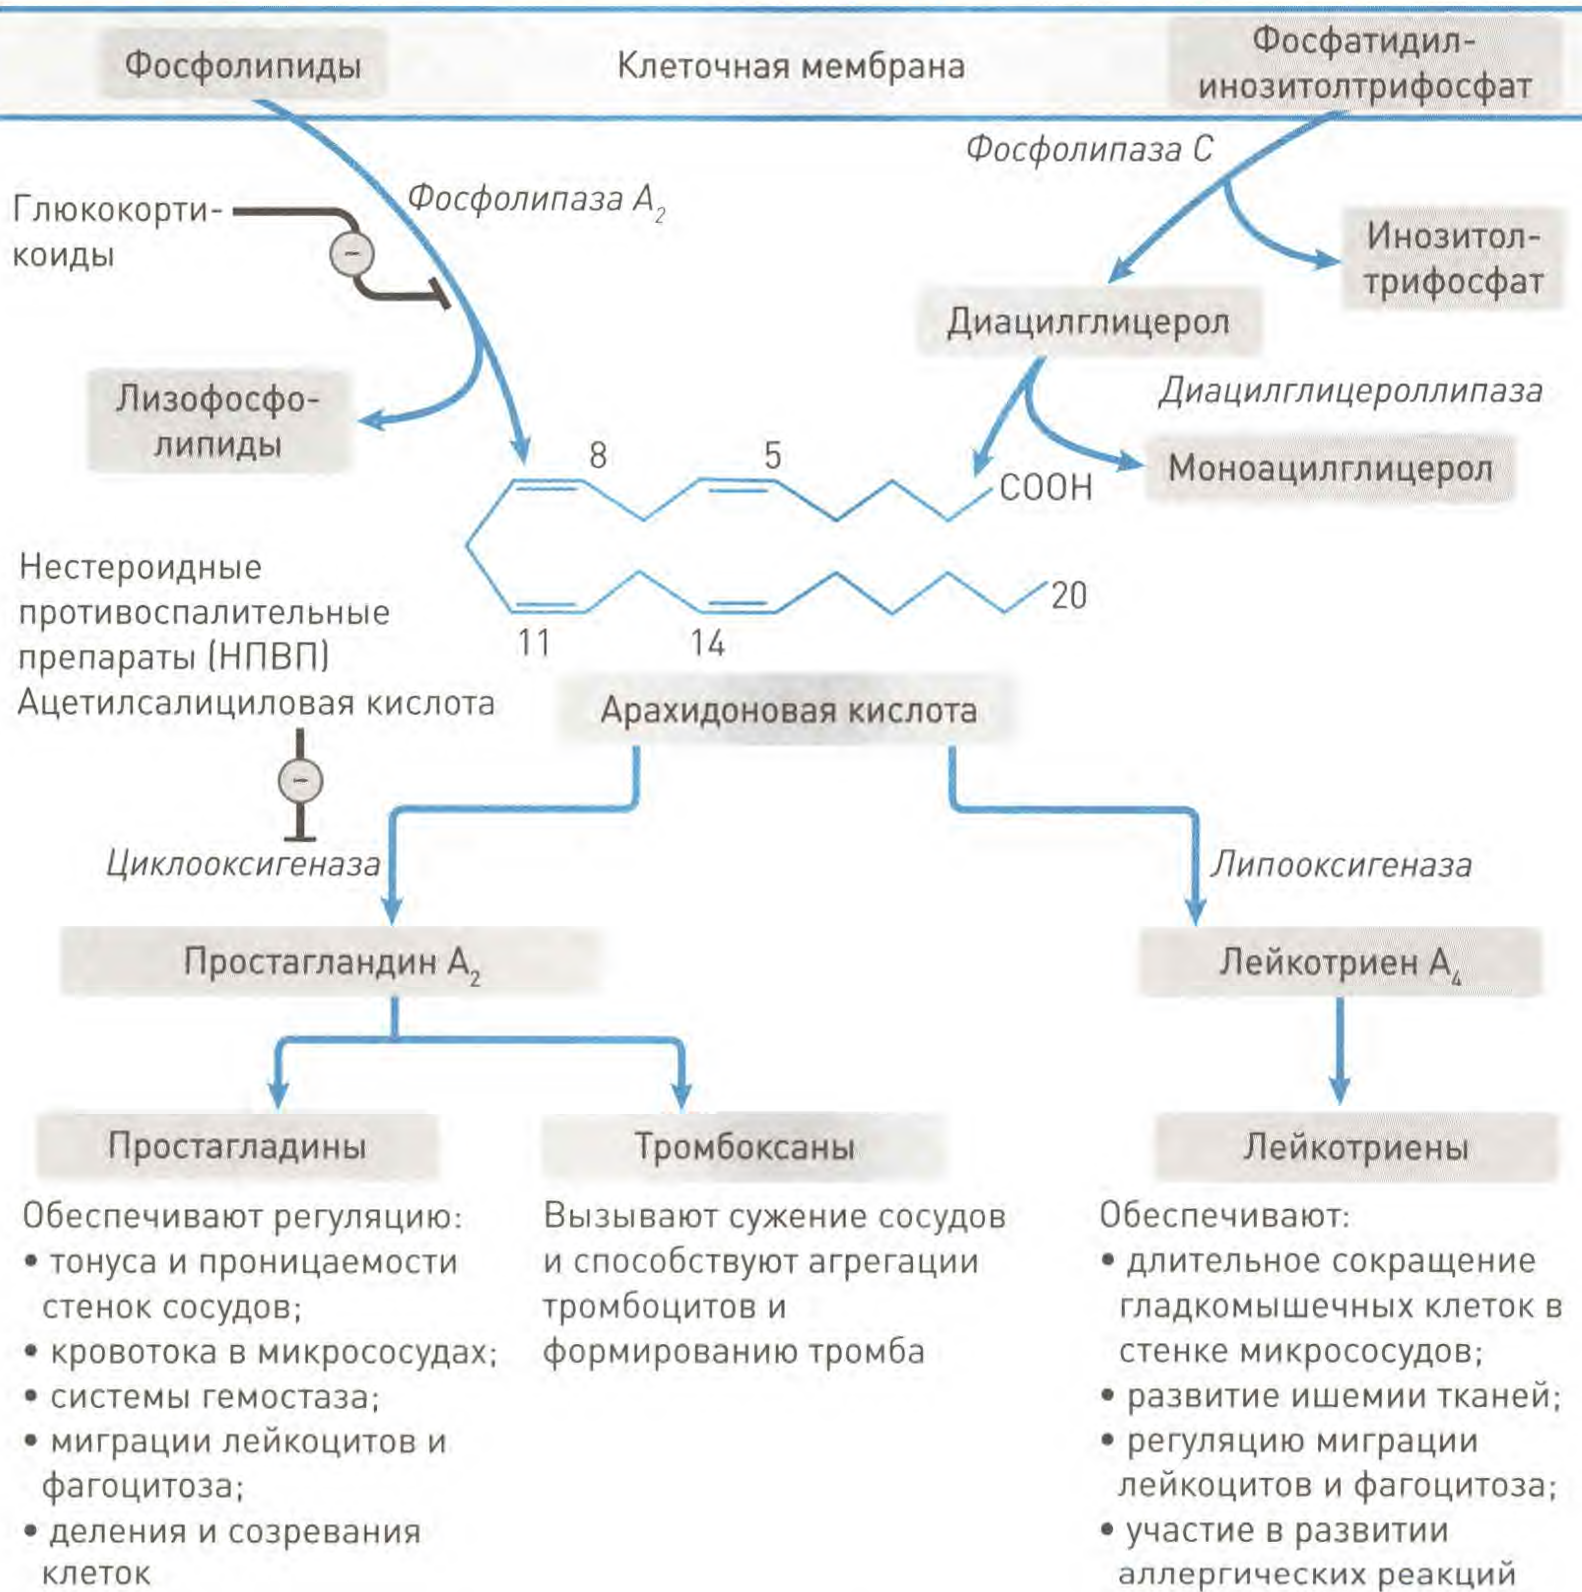 Фосфолипиды
Клеточная мембрана
Фосфатидил-
инозитолтрифосфат
Фосфолипаза С
Глюкокорти-
коиды
–
Фосфолипаза А₂
Инозитол-
трифосфат
Диацилглицерол
Лизофосфо-
липиды
Диацилглицероллипаза
Моноацилглицерол
8
5
COOH
20
11
14
Нестероидные
противоспалительные
препараты (НПВП)
Ацетилсалициловая кислота
–
Арахидоновая кислота
Циклооксигеназа
Липооксигеназа
Простагландин А₂
Лейкотриен А₄
Простагладины
Тромбоксаны
Лейкотриены
Обеспечивают регуляцию:
• тонуса и проницаемости
стенок сосудов;
• кровотока в микрососудах;
• системы гемостаза;
• миграции лейкоцитов и
фагоцитоза;
• деления и созревания
клеток
Вызывают сужение сосудов
и способствуют агрегации
тромбоцитов и
формированию тромба
Обеспечивают:
• длительное сокращение
гладкомышечных клеток в
стенке микрососудов;
• развитие ишемии тканей;
• регуляцию миграции
лейкоцитов и фагоцитоза;
• участие в развитии
аллергических реакций